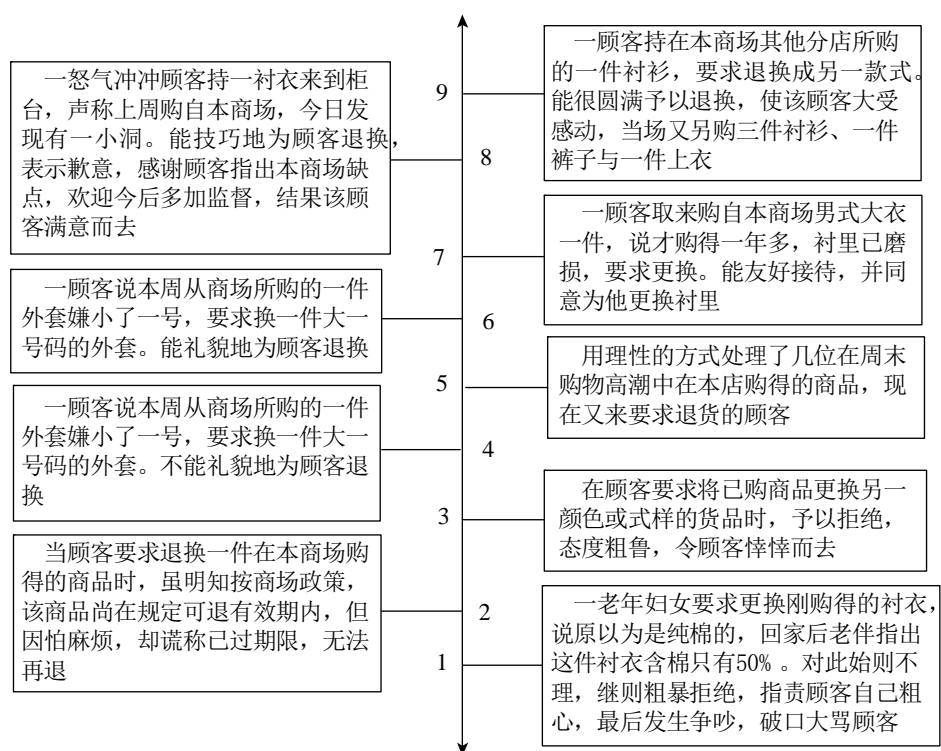 一顾客持在本商场其他分店所购
的一件衬衫，要求退换成另一款式。
能很圆满予以退换，使该顾客大受
感动，当场又另购三件衬衫、一件
裤子与一件上衣
9
一怒气冲冲顾客持一衬衣来到柜
台，声称上周购自本商场，今日发
现有一小洞。能技巧地为顾客退换，
表示歉意，感谢顾客指出本商场缺
点，欢迎今后多加监督，结果该顾
客满意而去
8
一顾客取来购自本商场男式大衣
一件，说才购得一年多，衬里已磨
损，要求更换。能友好接待，并同
意为他更换衬里
7
一顾客说本周从商场所购的一件
外套嫌小了一号，要求换一件大一
号码的外套。能礼貌地为顾客退换
6
用理性的方式处理了几位在周末
购物高潮中在本店购得的商品，现
在又来要求退货的顾客
5
一顾客说本周从商场所购的一件
外套嫌小了一号，要求换一件大一
号码的外套。不能礼貌地为顾客退
换
4
在顾客要求将已购商品更换另一
颜色或式样的货品时，予以拒绝，
态度粗鲁，令顾客悻悻而去
3
当顾客要求退换一件在本商场购
得的商品时，虽明知按商场政策，
该商品尚在规定可退有效期内，但
因怕麻烦，却谎称已过期限，无法
再退
2
一老年妇女要求更换刚购得的衬衣，
说原以为是纯棉的，回家后老伴指出
这件衬衣含棉只有50%。对此始则不
理，继则粗暴拒绝，指责顾客自己粗
心，最后发生争吵，破口大骂顾客
1